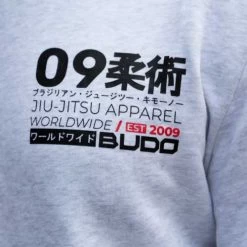 09柔術
ブラジリアン・ジュージツー・キモーノー
JIU-JITSU APPAREL
WORLDWIDE / EST 2009
ワールドワイド BUDO